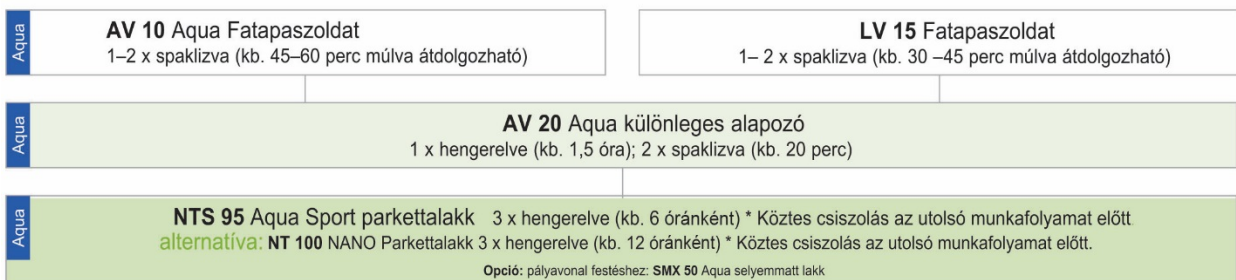 Aqua
AV 10 Aqua Fatapaszoldat
1–2 x spaklizva (kb. 45–60 perc múlva átdolgozható)
LV 15 Fatapaszoldat
1– 2 x spaklizva (kb. 30 –45 perc múlva átdolgozható)
Aqua
AV 20 Aqua különleges alapozó
1 x hengerelve (kb. 1,5 óra); 2 x spaklizva (kb. 20 perc)
Aqua
NTS 95 Aqua Sport parkettalakk 3 x hengerelve (kb. 6 óránként) * Köztes csiszolás az utolsó munkafolyamat előtt
alternatíva: NT 100 NANO Parkettalakk 3 x hengerelve (kb. 12 óránként) * Köztes csiszolás az utolsó munkafolyamat előtt.
Opció: pályavonal festéshez: SMX 50 Aqua selyemmatt lakk